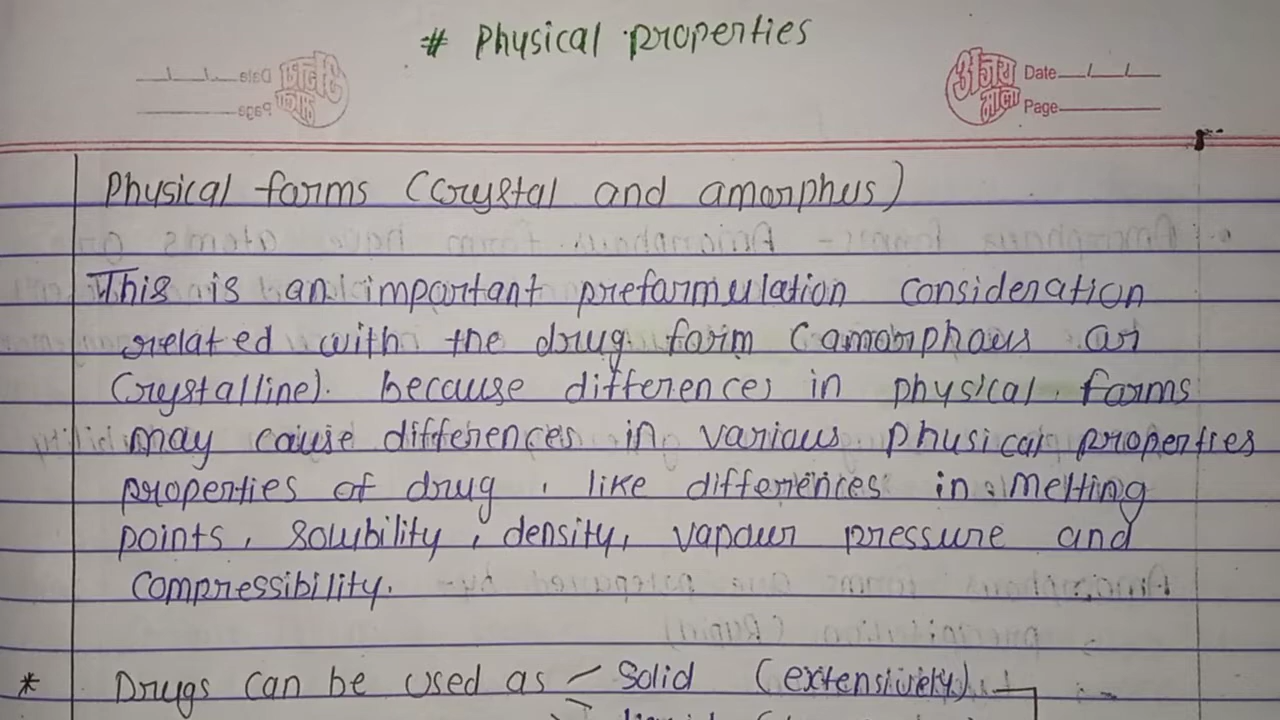 # Physical properties
अजय माला
Date
Page
Physical forms (Crystal and amorphus)
This is an important preformulation consideration
related with the drug form (amorphous or
Crystalline). because differences in physical forms
may cause differences in various physical properties
properties of drug, like differences in melting
points, solubility, density, vapour pressure and
Compressibility.
* Drugs can be used as – Solid (extensively)
liquid